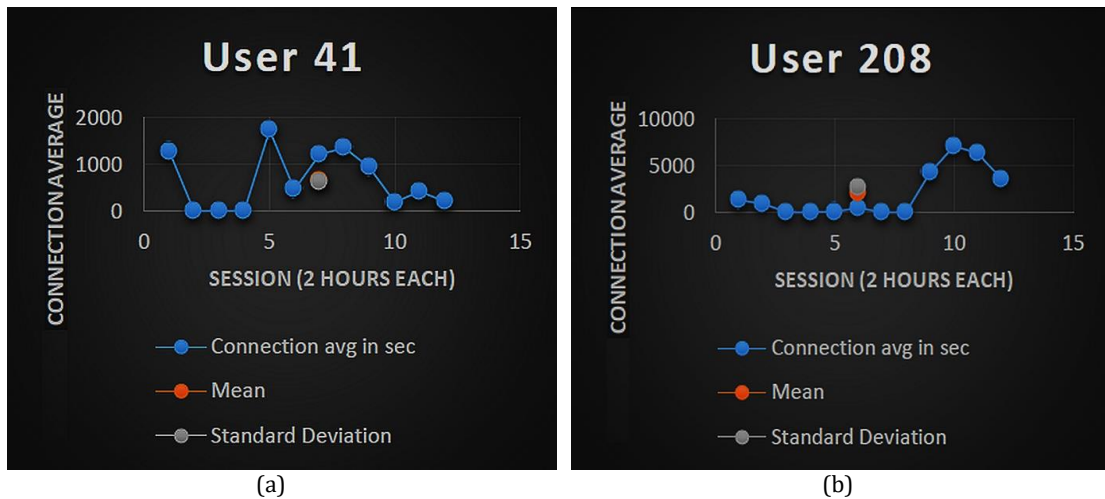 User 41
CONNECTION AVERAGE
2000
1000
0
0 5 10 15
SESSION (2 HOURS EACH)
Connection avg in sec
Mean
Standard Deviation
(a)
User 208
CONNECTION AVERAGE
10000
5000
0
0 5 10 15
SESSION (2 HOURS EACH)
Connection avg in sec
Mean
Standard Deviation
(b)